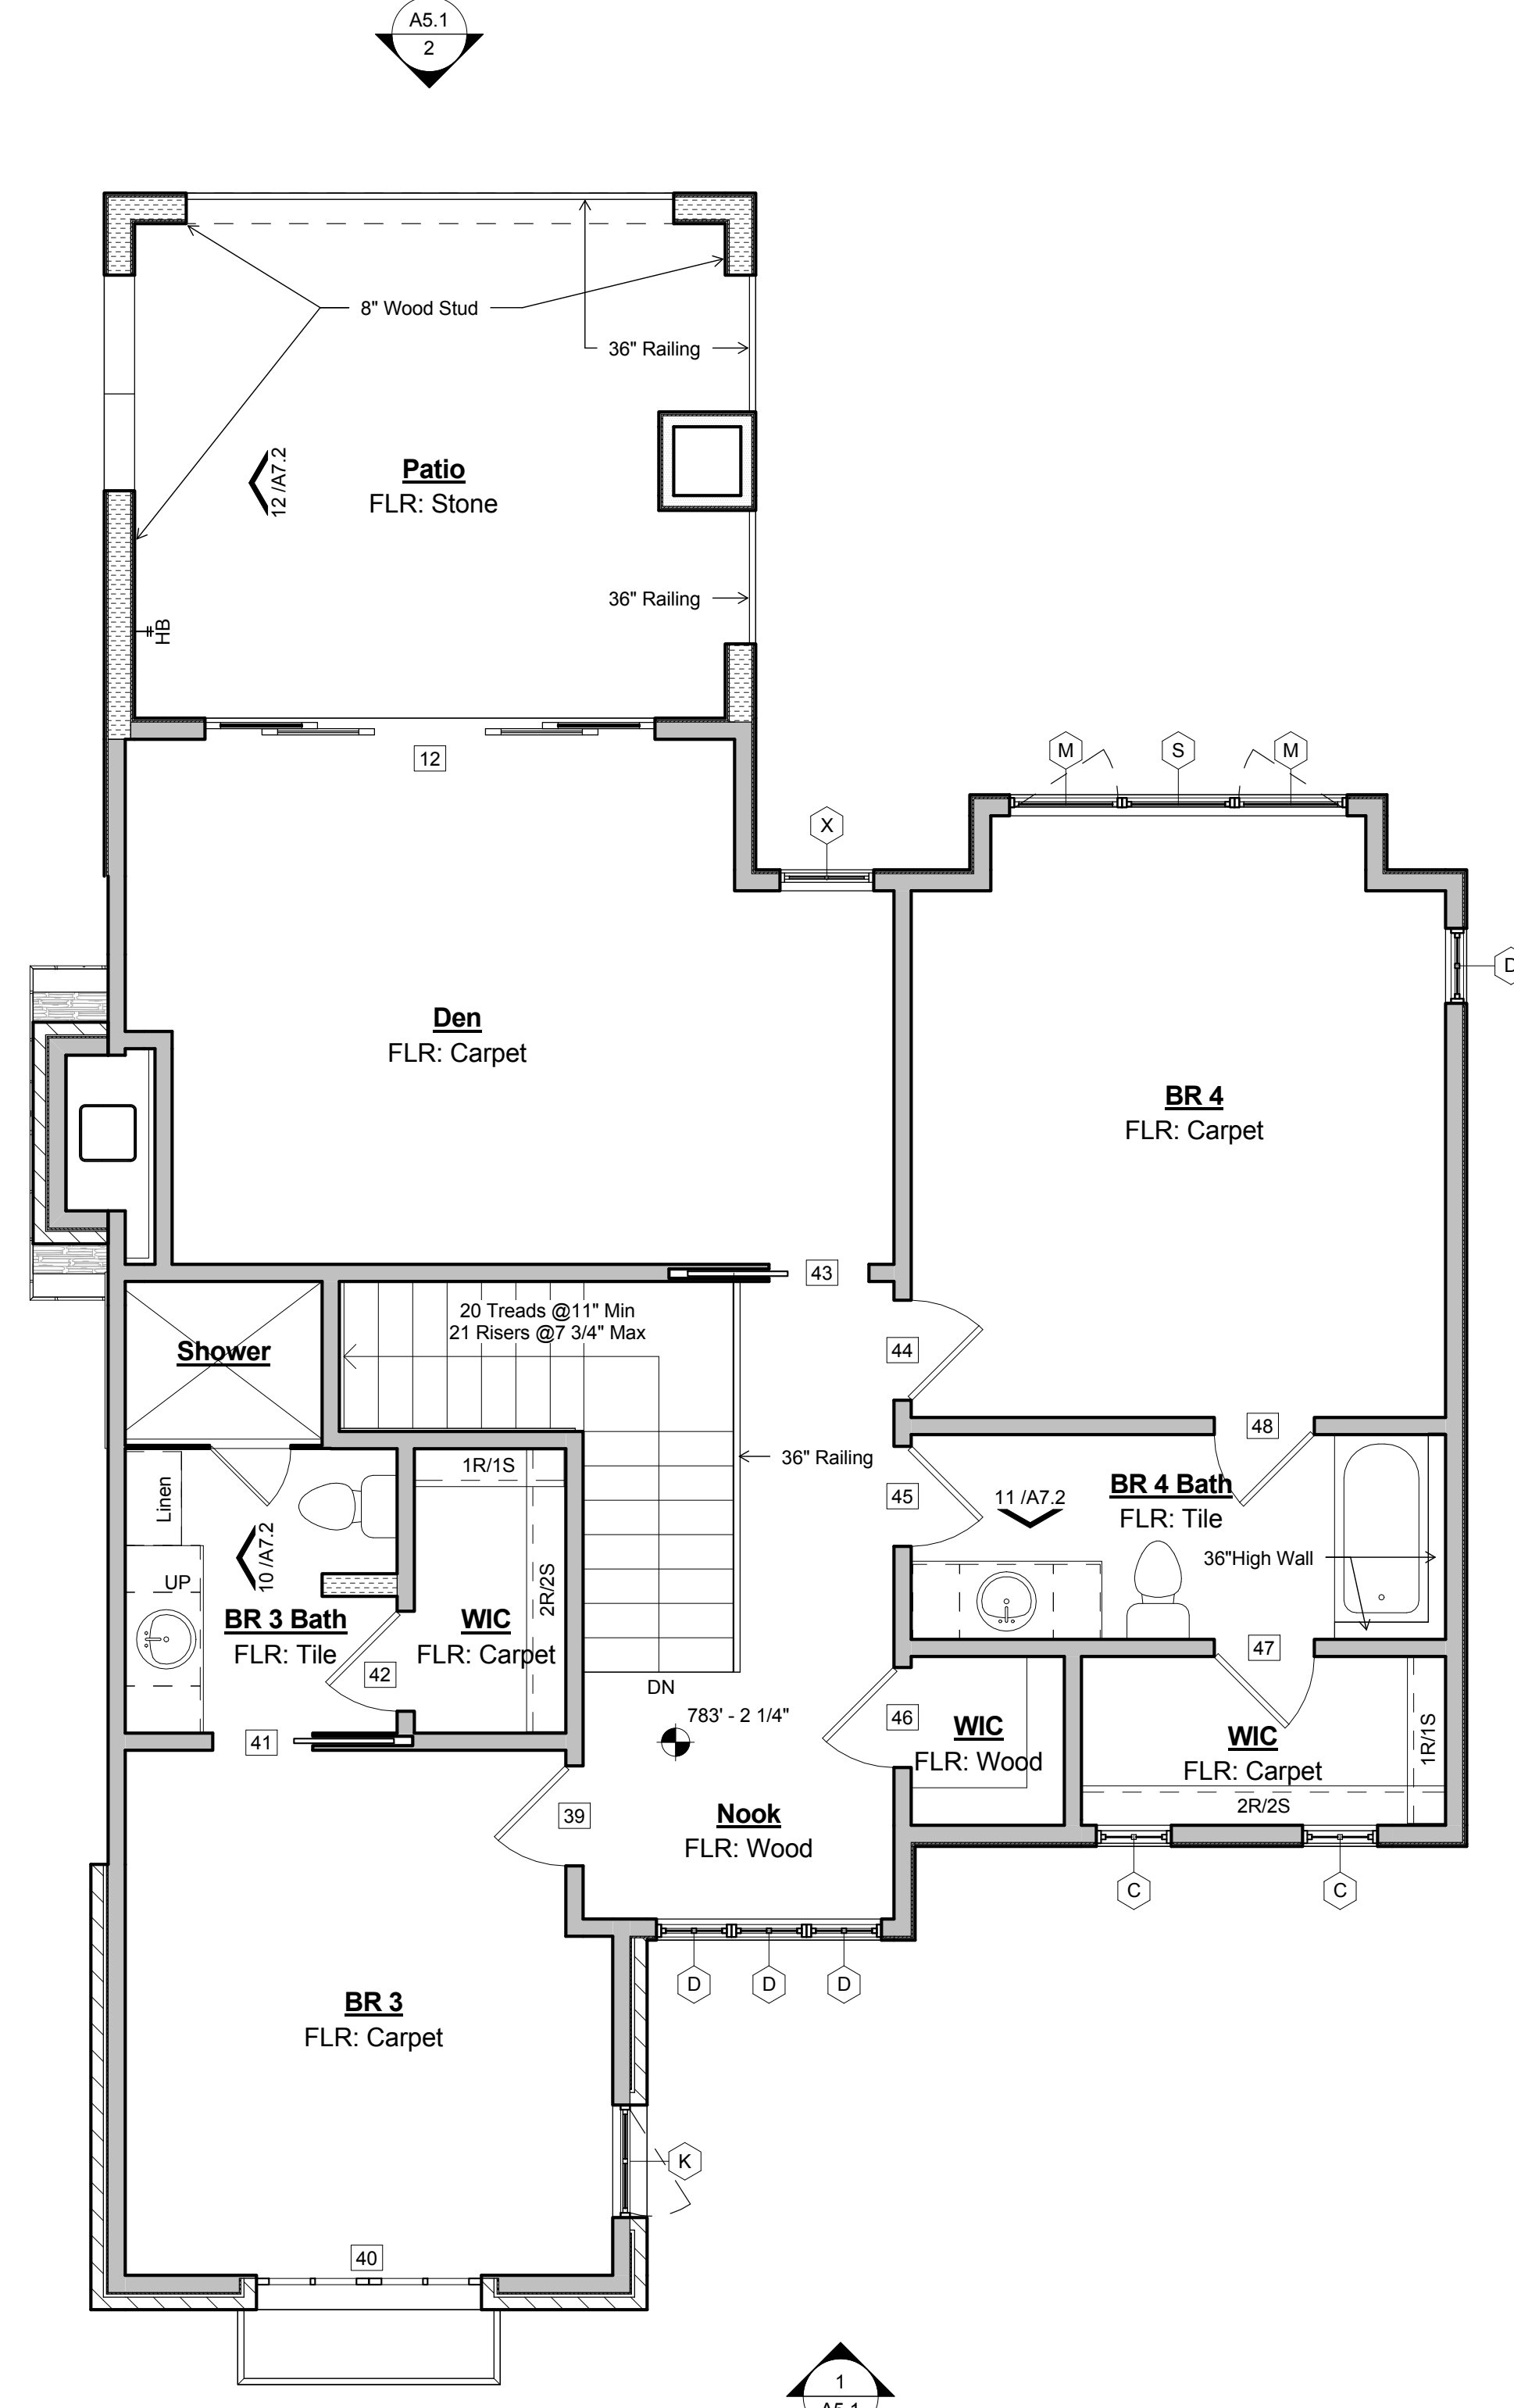 A5.1
2
8" Wood Stud
36" Railing
12 /A7.2
Patio
FLR: Stone
36" Railing
HB
12
M
S
M
X
D
Den
FLR: Carpet
BR 4
FLR: Carpet
43
20 Treads @11" Min
21 Risers @7 3/4" Max
Shower
44
48
36" Railing
1R/1S
Linen
45
11 /A7.2
BR 4 Bath
FLR: Tile
36"High Wall
10 /A7.2
UP
2R/2S
BR 3 Bath
FLR: Tile
WIC
FLR: Carpet
42
47
DN
783' - 2 1/4"
46
WIC
FLR: Wood
WIC
FLR: Carpet
1R/1S
2R/2S
41
39
Nook
FLR: Wood
C
C
D
D
D
BR 3
FLR: Carpet
K
40
1
A5.1